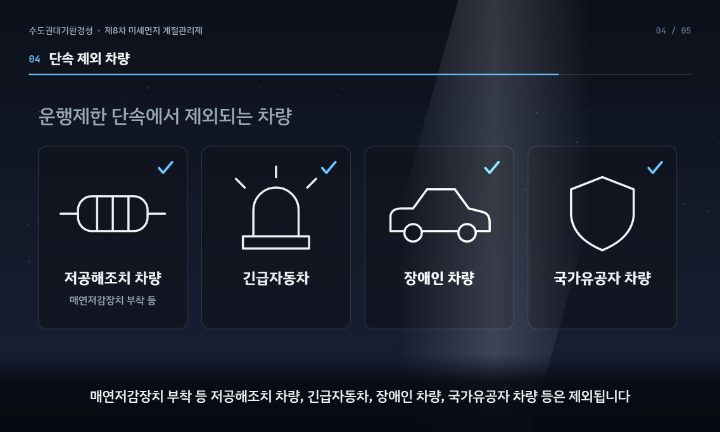 수도권대기환경청 · 제8차 미세먼지 계절관리제
04 / 05
04 단속 제외 차량
운행제한 단속에서 제외되는 차량
저공해조치 차량
매연저감장치 부착 등
긴급자동차
장애인 차량
국가유공자 차량
매연저감장치 부착 등 저공해조치 차량, 긴급자동차, 장애인 차량, 국가유공자 차량 등은 제외됩니다